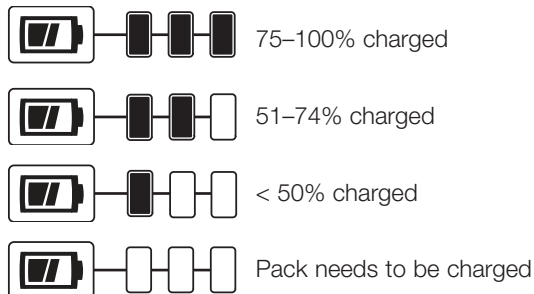 75–100% charged
51–74% charged
< 50% charged
Pack needs to be charged